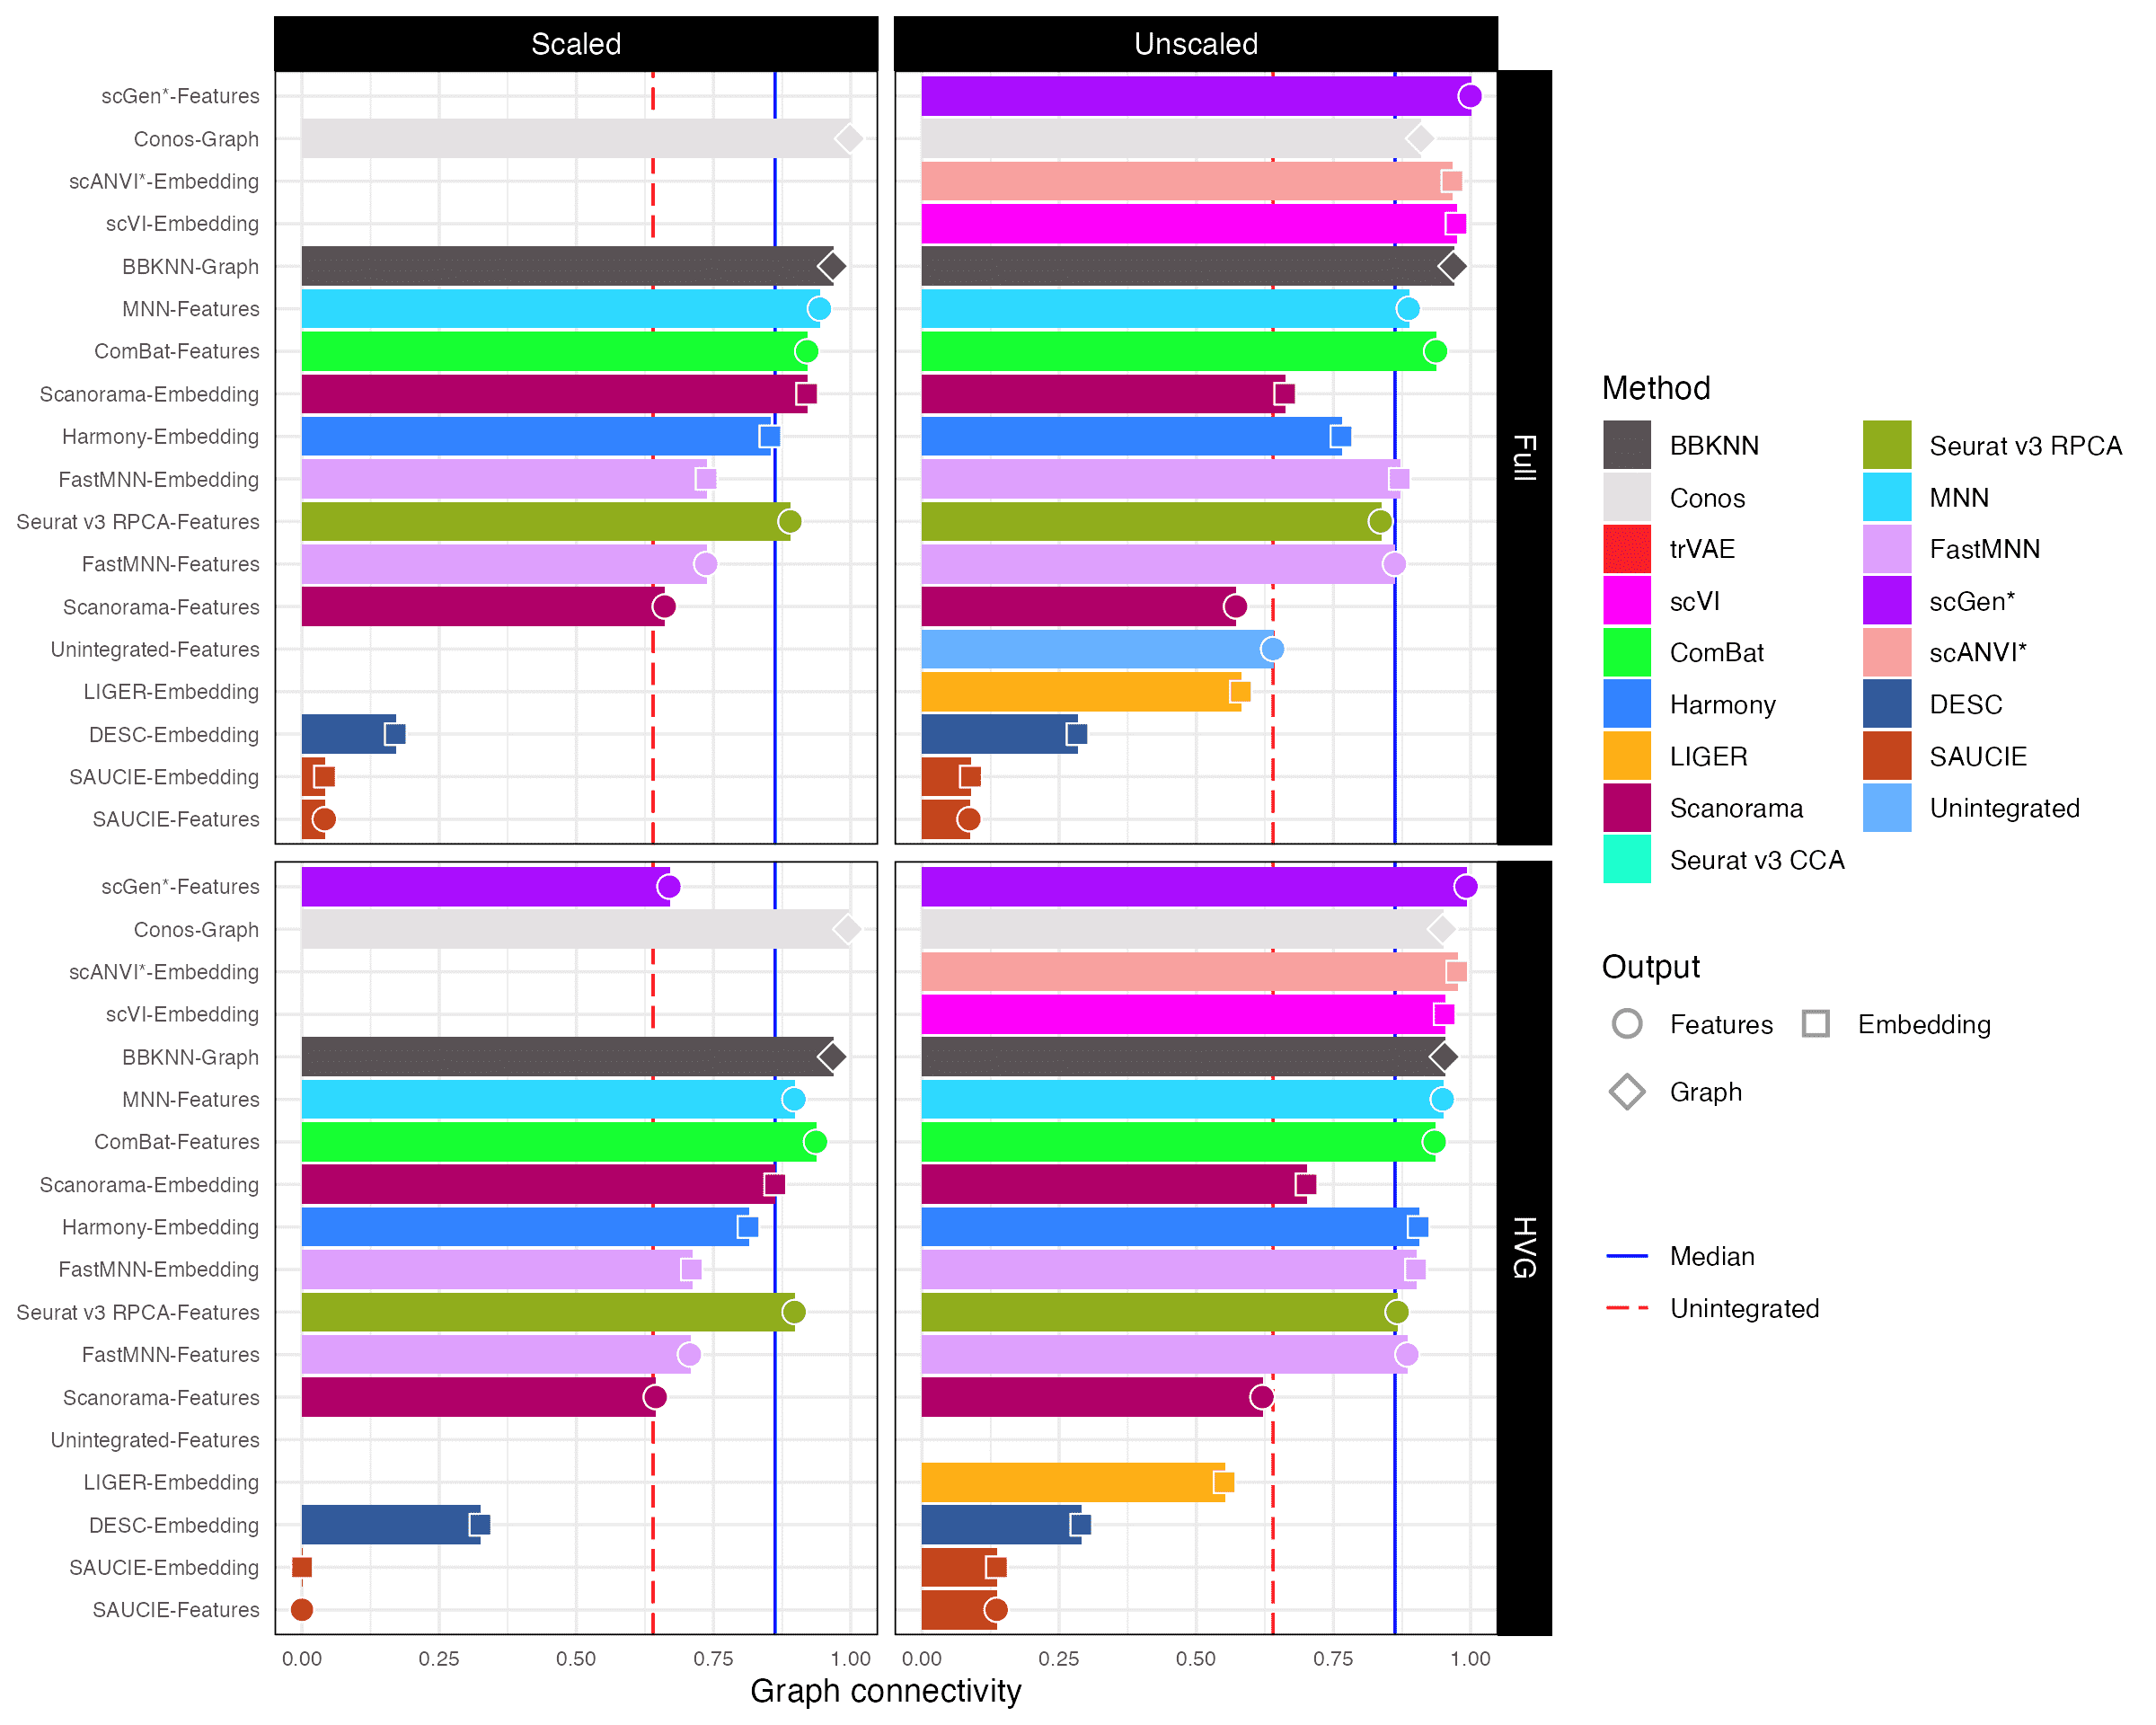 Scaled
Unscaled
scGen*-Features
Conos-Graph
scANVI*-Embedding
scVI-Embedding
BBKNN-Graph
MNN-Features
ComBat-Features
Scanorama-Embedding
Harmony-Embedding
FastMNN-Embedding
Seurat v3 RPCA-Features
FastMNN-Features
Scanorama-Features
Unintegrated-Features
LIGER-Embedding
DESC-Embedding
SAUCIE-Embedding
SAUCIE-Features
Full
scGen*-Features
Conos-Graph
scANVI*-Embedding
scVI-Embedding
BBKNN-Graph
MNN-Features
ComBat-Features
Scanorama-Embedding
Harmony-Embedding
FastMNN-Embedding
Seurat v3 RPCA-Features
FastMNN-Features
Scanorama-Features
Unintegrated-Features
LIGER-Embedding
DESC-Embedding
SAUCIE-Embedding
SAUCIE-Features
HVG
0.00 0.25 0.50 0.75 1.00 0.00 0.25 0.50 0.75 1.00
Graph connectivity
Method
BBKNN
Conos
trVAE
scVI
ComBat
Harmony
LIGER
Scanorama
Seurat v3 CCA
Seurat v3 RPCA
MNN
FastMNN
scGen*
scANVI*
DESC
SAUCIE
Unintegrated
Output
Features
Embedding
Graph
Median
Unintegrated